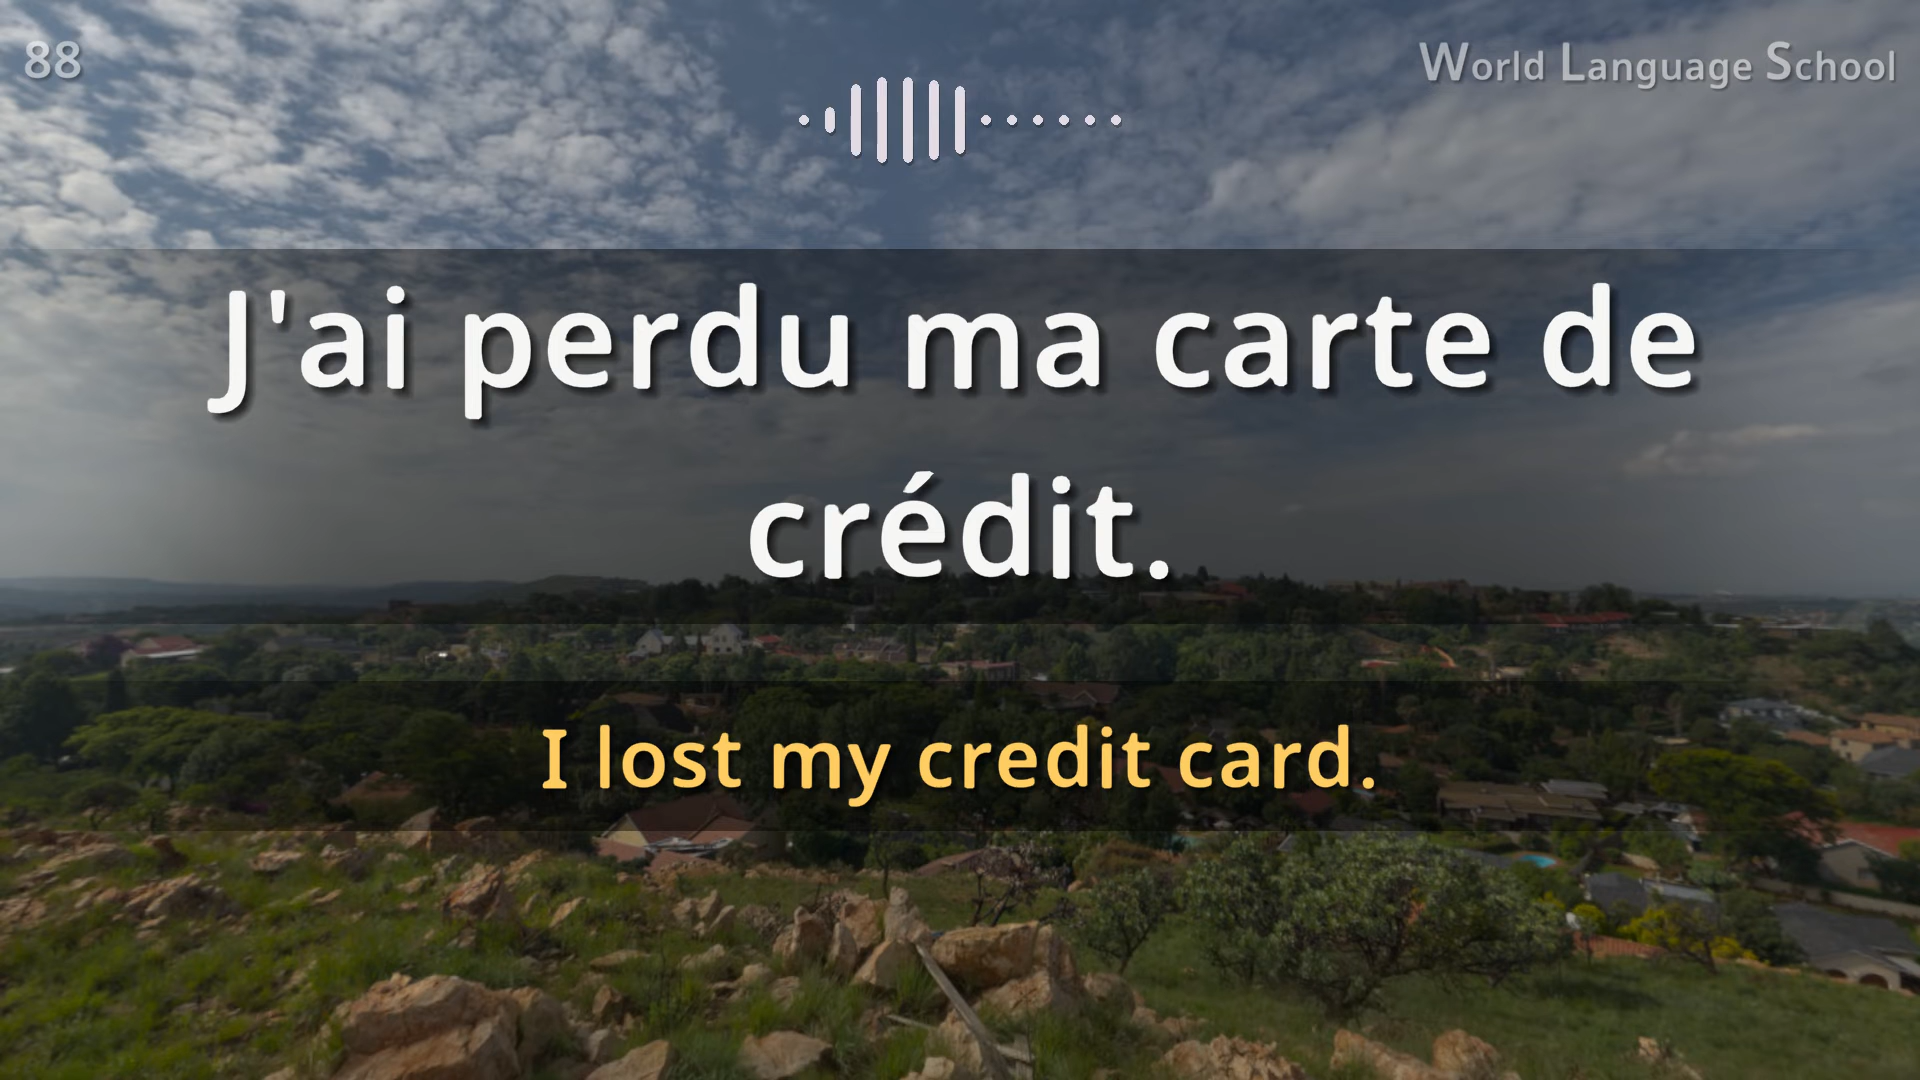 88
World Language School
J'ai perdu ma carte de
crédit.
I lost my credit card.